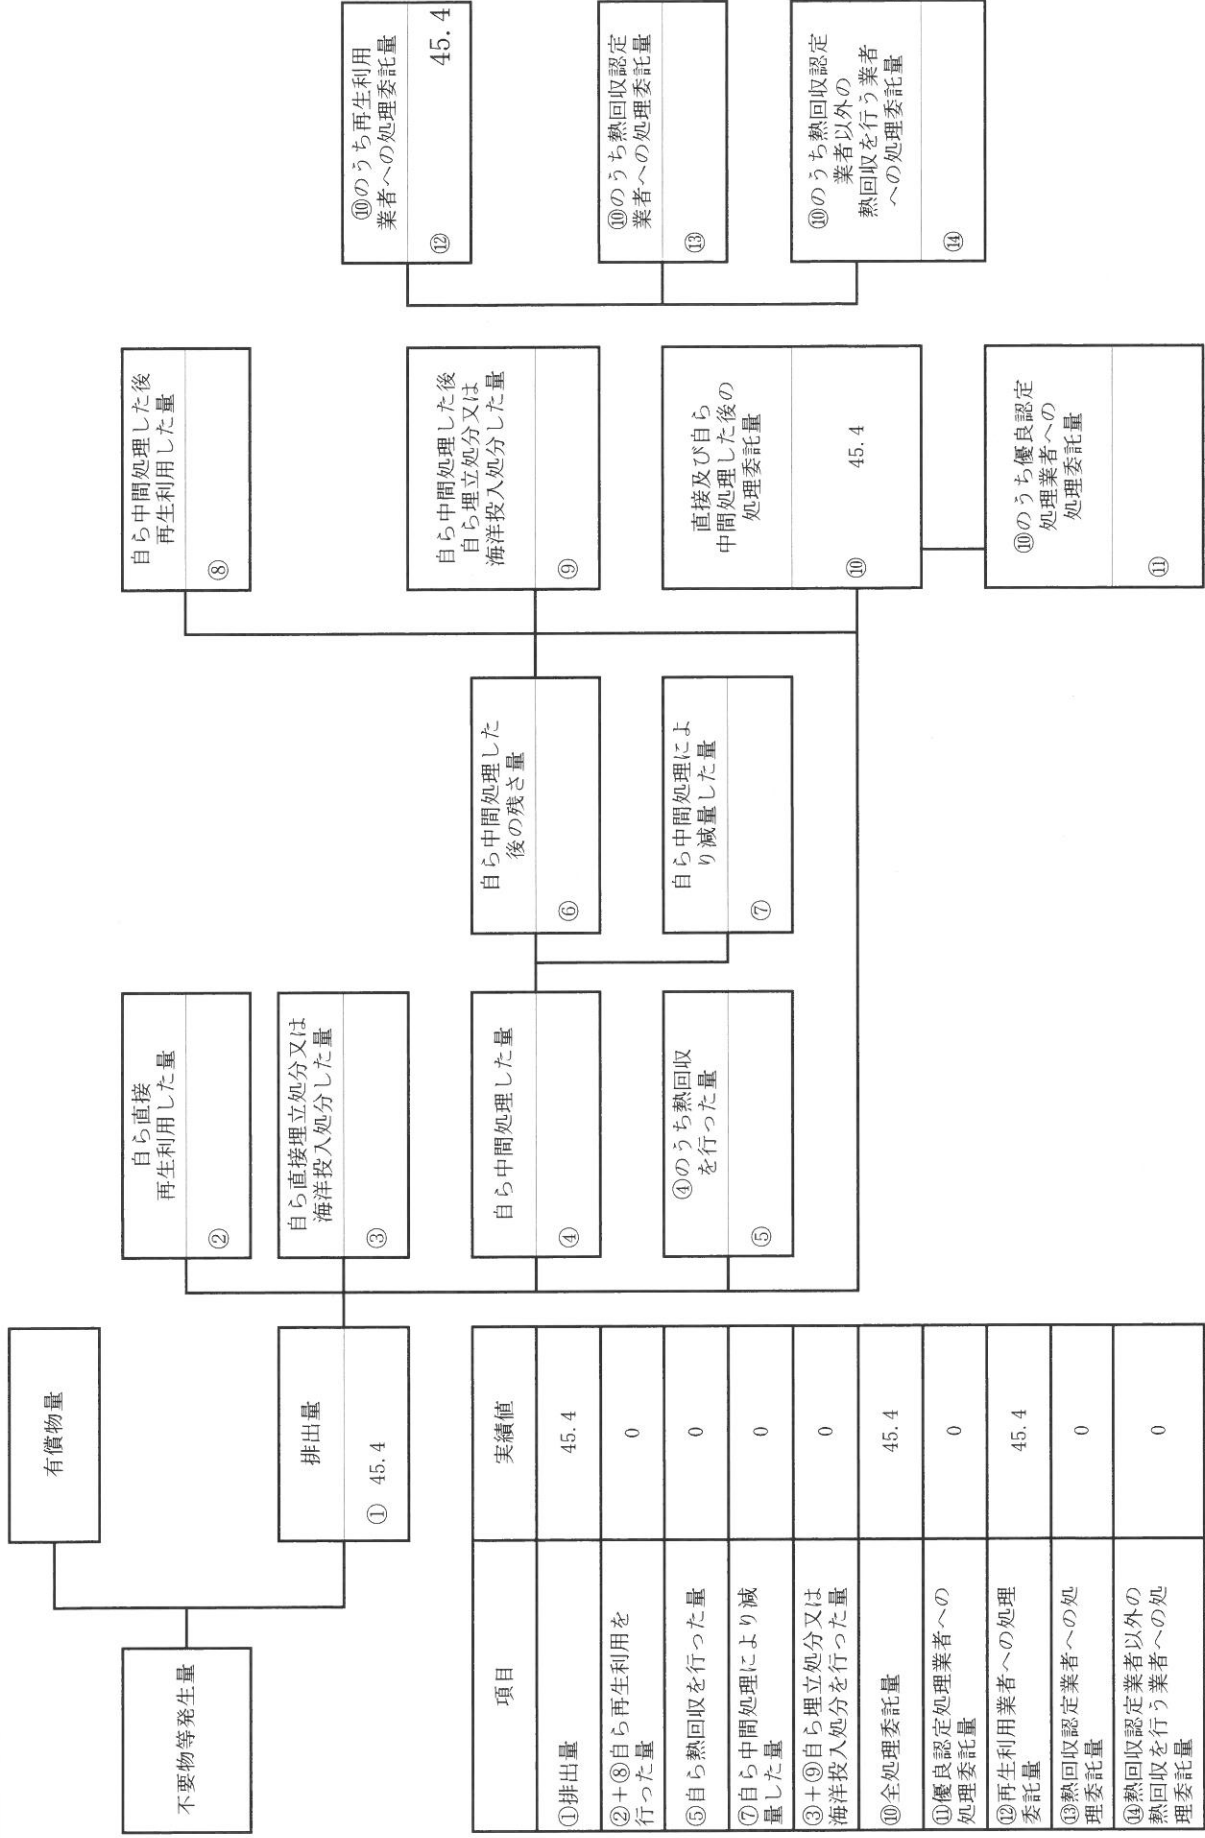 不要物等発生量
有償物量
排出量
① 45.4
自ら直接
再生利用した量
②
自ら直接埋立処分又は
海洋投入処分した量
③
自ら中間処理した量
④
④のうち熱回収
を行った量
⑤
自ら中間処理した
後の残さ量
⑥
自ら中間処理によ
り減量した量
⑦
自ら中間処理した後
再生利用した量
⑧
自ら中間処理した後
自ら埋立処分又は
海洋投入処分した量
⑨
直接及び自ら
中間処理した後の
処理委託量
⑩ 45.4
⑩のうち優良認定
処理業者への
処理委託量
⑪
⑩のうち再生利用
業者への処理委託量
⑫ 45.4
⑩のうち熱回収認定
業者への処理委託量
⑬
⑩のうち熱回収認定
業者以外の
熱回収を行う業者
への処理委託量
⑭
項目 実績値
①排出量 45.4
②+⑧自ら再生利用を
行った量 0
⑤自ら熱回収を行った量 0
⑦自ら中間処理により減
量した量 0
③+⑨自ら埋立処分又は
海洋投入処分を行った量 0
⑩全処理委託量 45.4
⑪優良認定処理業者への
処理委託量 0
⑫再生利用業者への処理
委託量 45.4
⑬熱回収認定業者への処
理委託量 0
⑭熱回収認定業者以外の
熱回収を行う業者への処
理委託量 0